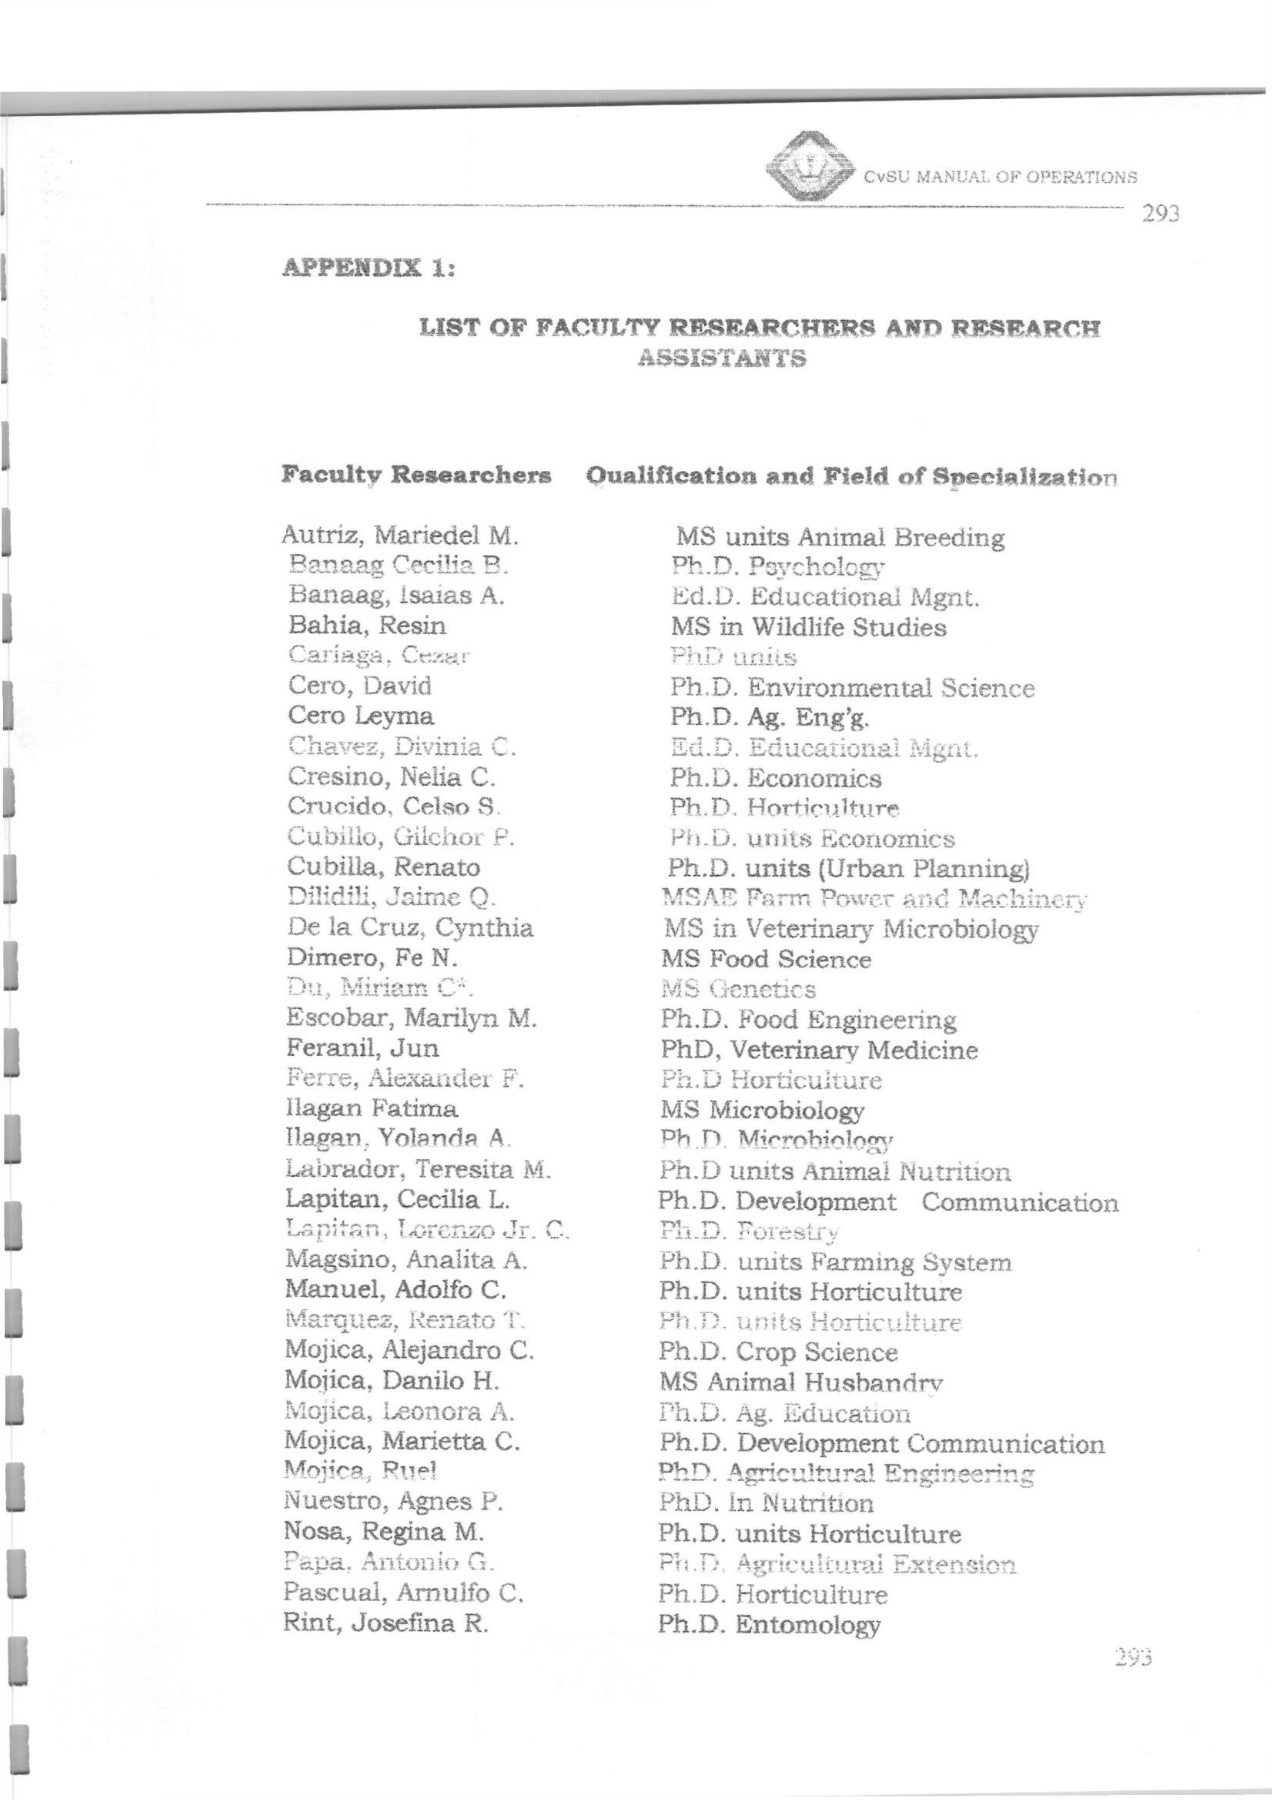 CvSU MANUAL OF OPERATIONS
293
APPENDIX 1:
LIST OF FACULTY RESEARCHERS AND RESEARCH
ASSISTANTS
Faculty Researchers Qualification and Field of Specialization
Autriz, Mariedel M. MS units Animal Breeding
Banaag Cecilia B. Ph.D. Psychology
Banaag, Isaias A. Ed.D. Educational Mgnt.
Bahia, Resin MS in Wildlife Studies
Cariaga, Cezar PhD units
Cero, David Ph.D. Environmental Science
Cero Leyma Ph.D. Ag. Eng'g.
Chavez, Divinia C. Ed.D. Educational Mgnt.
Cresino, Nelia C. Ph.D. Economics
Crucido, Celso S. Ph.D. Horticulture
Cubillo, Gilchor P. Ph.D. units Economics
Cubilla, Renato Ph.D. units (Urban Planning)
Dilidili, Jaime Q. MSAE Farm Power and Machinery
De la Cruz, Cynthia MS in Veterinary Microbiology
Dimero, Fe N. MS Food Science
Du, Miriam C*. MS Genetics
Escobar, Marilyn M. Ph.D. Food Engineering
Feranil, Jun PhD, Veterinary Medicine
Ferre, Alexander F. Ph.D Horticulture
Ilagan Fatima MS Microbiology
Ilagan, Yolanda A. Ph.D. Microbiology
Labrador, Teresita M. Ph.D units Animal Nutrition
Lapitan, Cecilia L. Ph.D. Development Communication
Lapitan, Lorenzo Jr. C. Ph.D. Forestry
Magsino, Analita A. Ph.D. units Farming System
Manuel, Adolfo C. Ph.D. units Horticulture
Marquez, Renato T. Ph.D. units Horticulture
Mojica, Alejandro C. Ph.D. Crop Science
Mojica, Danilo H. MS Animal Husbandry
Mojica, Leonora A. Ph.D. Ag. Education
Mojica, Marietta C. Ph.D. Development Communication
Mojica, Ruel PhD. Agricultural Engineering
Nuestro, Agnes P. PhD. In Nutrition
Nosa, Regina M. Ph.D. units Horticulture
Papa, Antonio G. Ph.D. Agricultural Extension
Pascual, Arnulfo C. Ph.D. Horticulture
Rint, Josefina R. Ph.D. Entomology
293